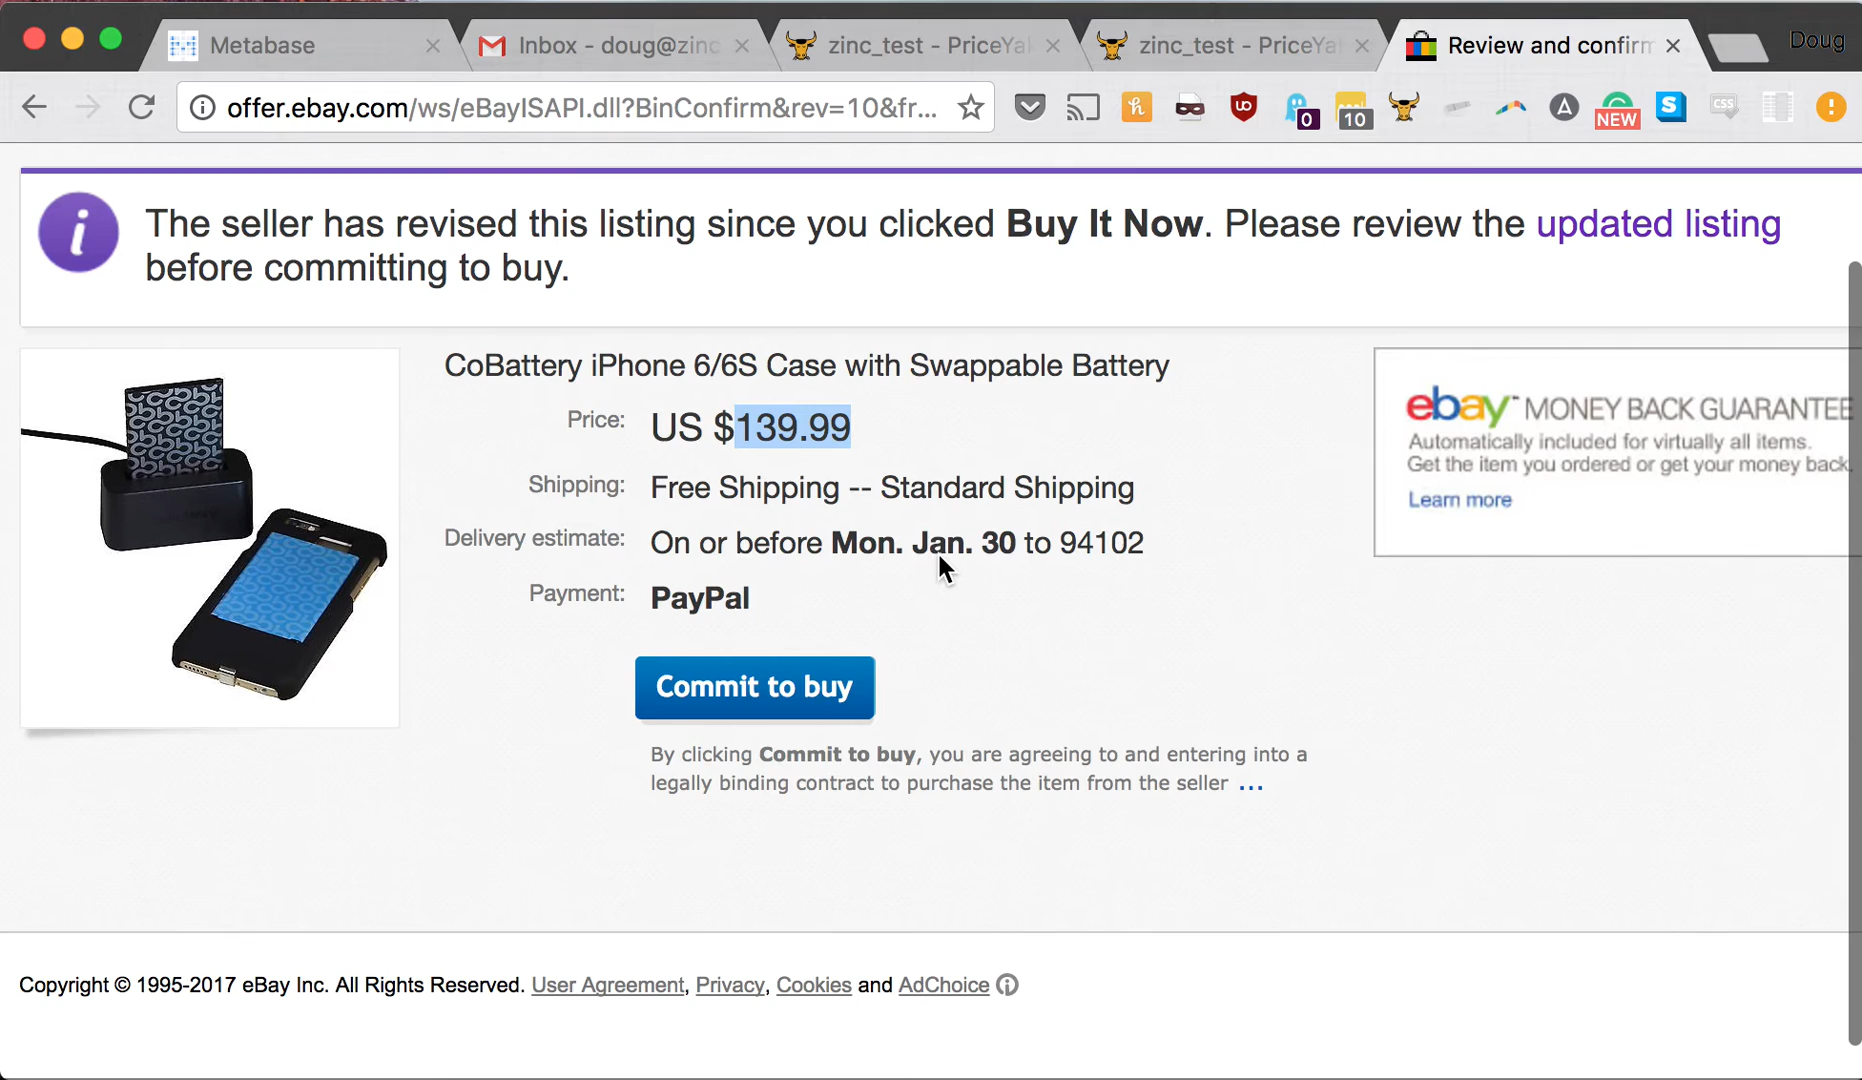 Metabase
Inbox - doug@zinc
zinc_test - PriceYak
zinc_test - PriceYa
Review and confirm
Doug
offer.ebay.com/ws/eBayISAPI.dll?BinConfirm&rev=10&fr...
0
10
NEW
CSS
The seller has revised this listing since you clicked Buy It Now. Please review the updated listing
before committing to buy.
CoBattery iPhone 6/6S Case with Swappable Battery
Price: US $139.99
Shipping: Free Shipping -- Standard Shipping
Delivery estimate: On or before Mon. Jan. 30 to 94102
Payment: PayPal
Commit to buy
By clicking Commit to buy, you are agreeing to and entering into a
legally binding contract to purchase the item from the seller ...
ebay™ MONEY BACK GUARANTEE
Automatically included for virtually all items.
Get the item you ordered or get your money back.
Learn more
Copyright © 1995-2017 eBay Inc. All Rights Reserved. User Agreement, Privacy, Cookies and AdChoice